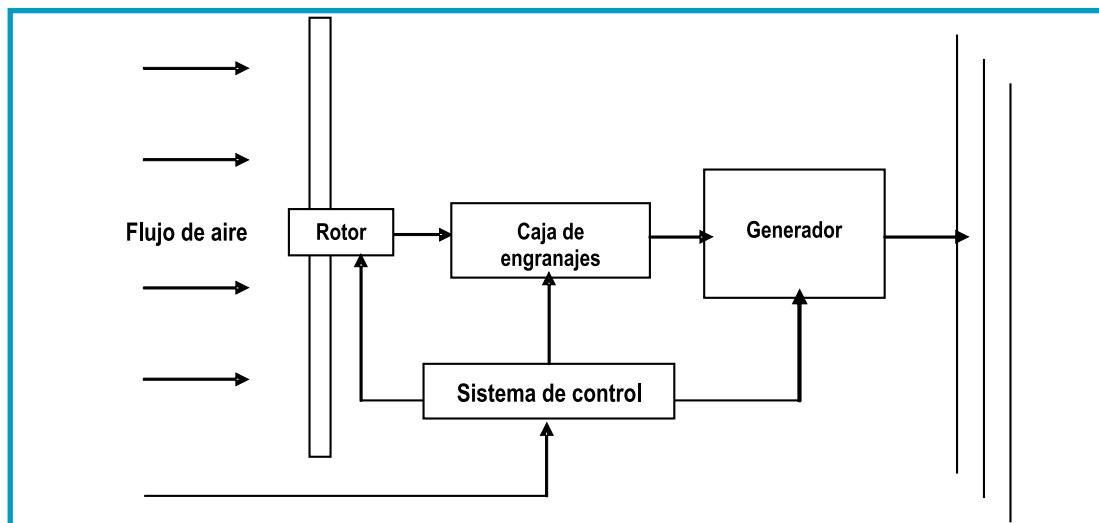 Flujo de aire
Rotor
Caja de
engranajes
Generador
Sistema de control